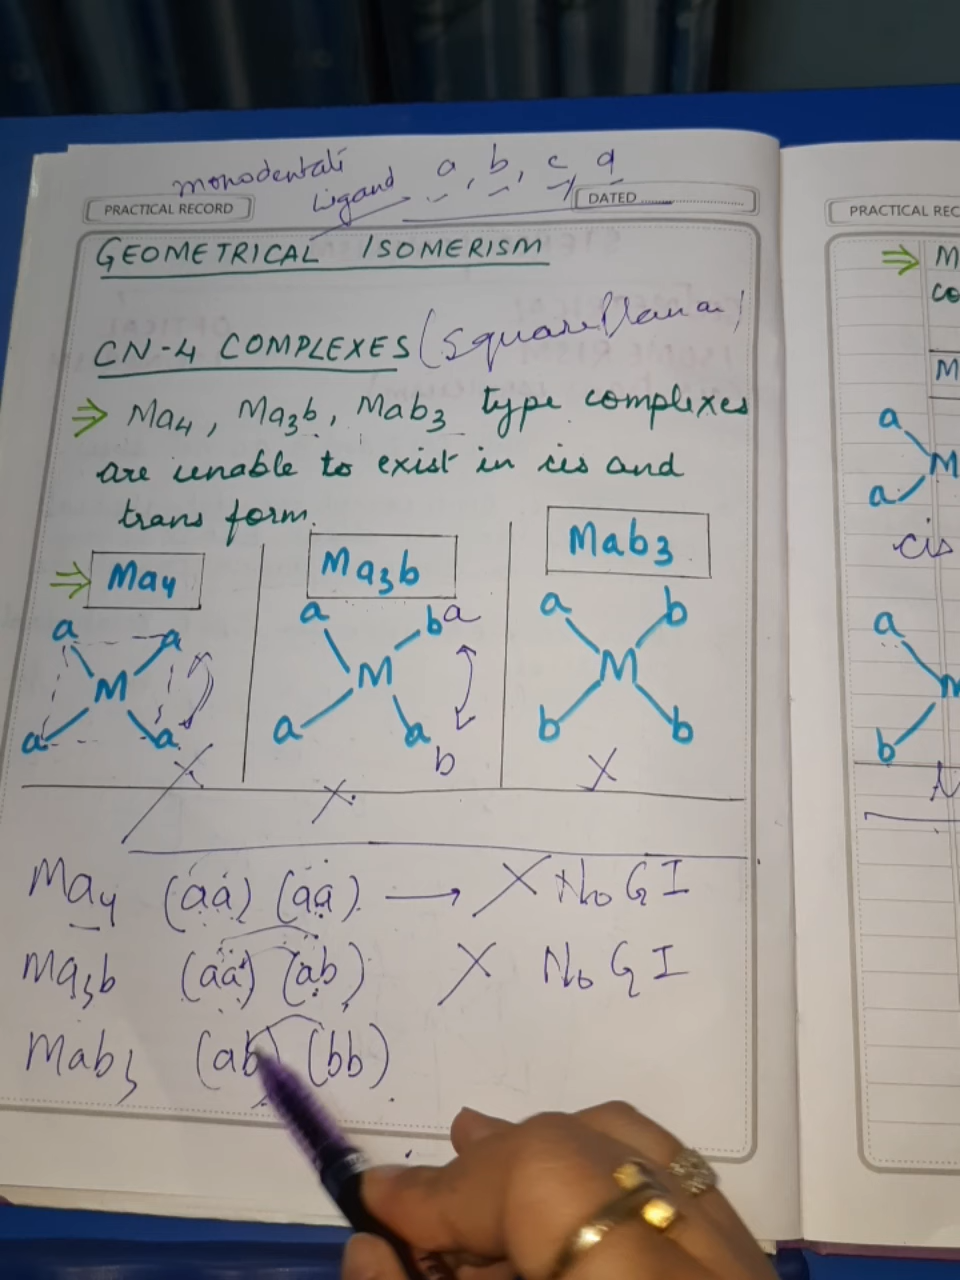 monodentate
Ligand a, b, c, d
PRACTICAL RECORD
DATED
GEOMETRICAL ISOMERISM
CN-4 COMPLEXES (Square Planar)
⇒ Ma4, Ma3b, Mab3 type complexes
are unable to exist in cis and
trans form.
⇒ Ma4
Ma3b
Mab3
a a M a a
a b a M a a b
a b M b b
X X X
Ma4 (aa) (aa) → X No GI
Ma3b (aa) (ab) X No GI
Mab3 (ab) (bb)
PRACTICAL REC
⇒ M
co
M
a
M
a
cis
a
M
b